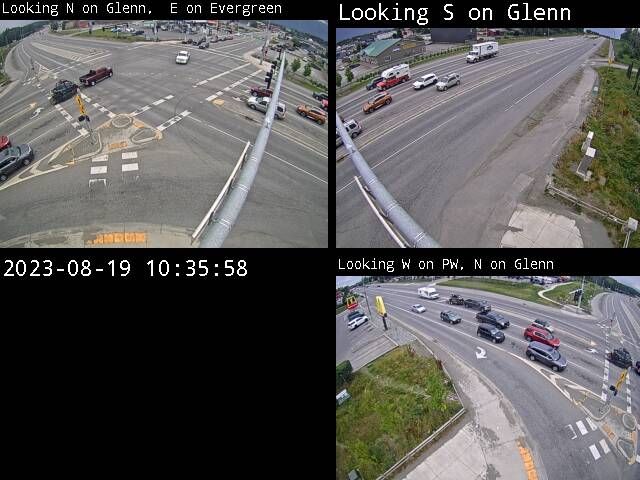 Looking N on Glenn,  E on Evergreen
Looking S on Glenn
2023-08-19 10:35:58
Looking W on PW, N on Glenn